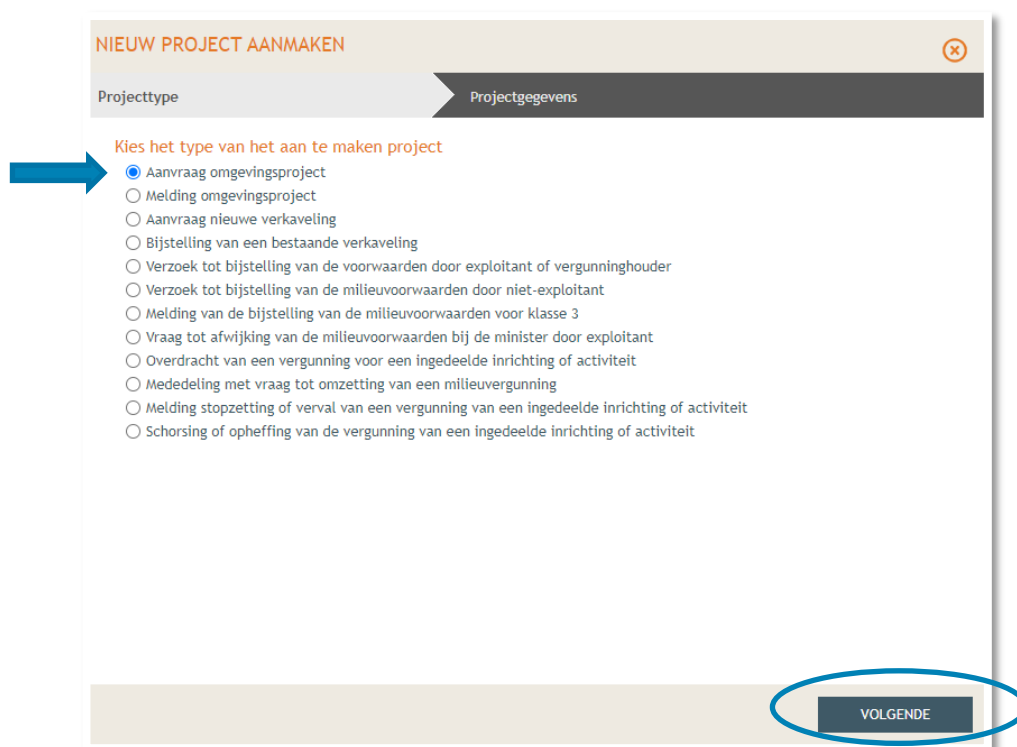 NIEUW PROJECT AANMAKEN
Projecttype
Projectgegevens
Kies het type van het aan te maken project
Aanvraag omgevingsproject
Melding omgevingsproject
Aanvraag nieuwe verkaveling
Bijstelling van een bestaande verkaveling
Verzoek tot bijstelling van de voorwaarden door exploitant of vergunninghouder
Verzoek tot bijstelling van de milieuvoorwaarden door niet-exploitant
Melding van de bijstelling van de milieuvoorwaarden voor klasse 3
Vraag tot afwijking van de milieuvoorwaarden bij de minister door exploitant
Overdracht van een vergunning voor een ingedeelde inrichting of activiteit
Mededeling met vraag tot omzetting van een milieuvergunning
Melding stopzetting of verval van een vergunning van een ingedeelde inrichting of activiteit
Schorsing of opheffing van de vergunning van een ingedeelde inrichting of activiteit
VOLGENDE